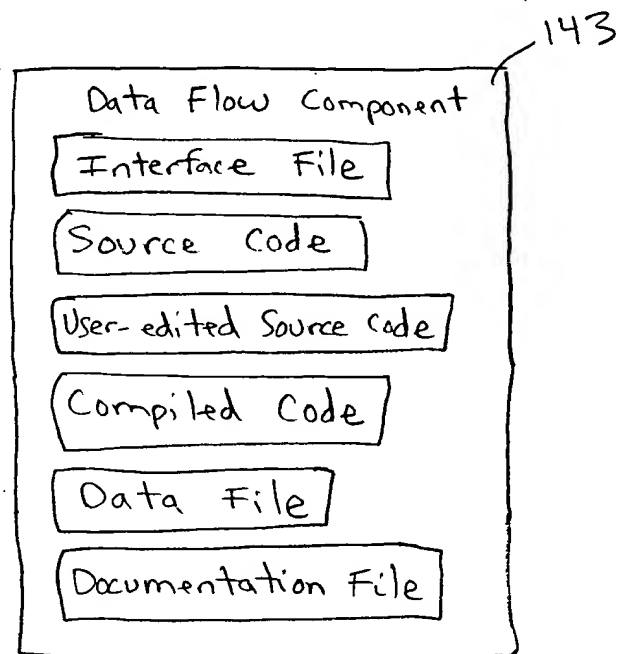 143
Data Flow Component
Interface File
Source Code
User-edited Source Code
Compiled Code
Data File
Documentation File